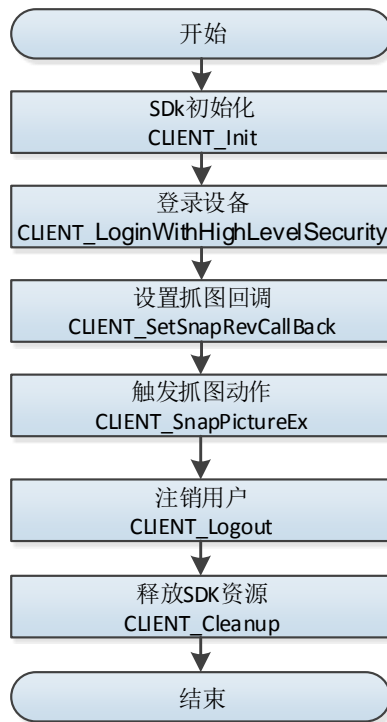 开始
SDk初始化
CLIENT_Init
登录设备
CLIENT_LoginWithHighLevelSecurity
设置抓图回调
CLIENT_SetSnapRevCallBack
触发抓图动作
CLIENT_SnapPictureEx
注销用户
CLIENT_Logout
释放SDK资源
CLIENT_Cleanup
结束